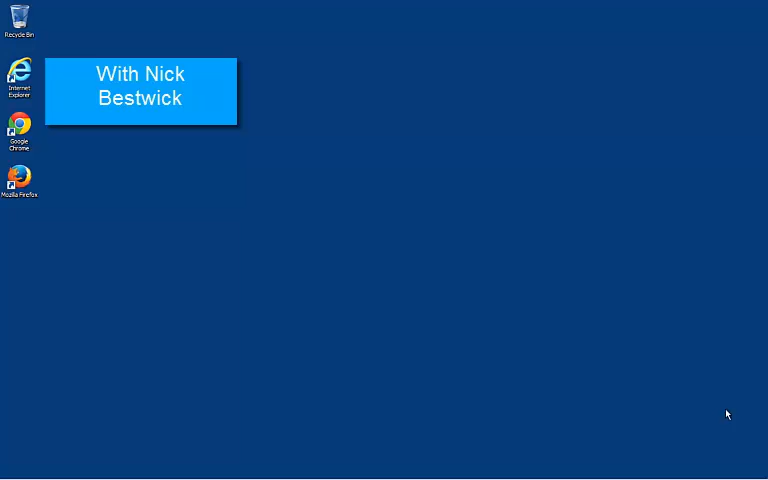 Recycle Bin
With Nick
Bestwick
Internet
Explorer
Google
Chrome
Mozilla Firefox